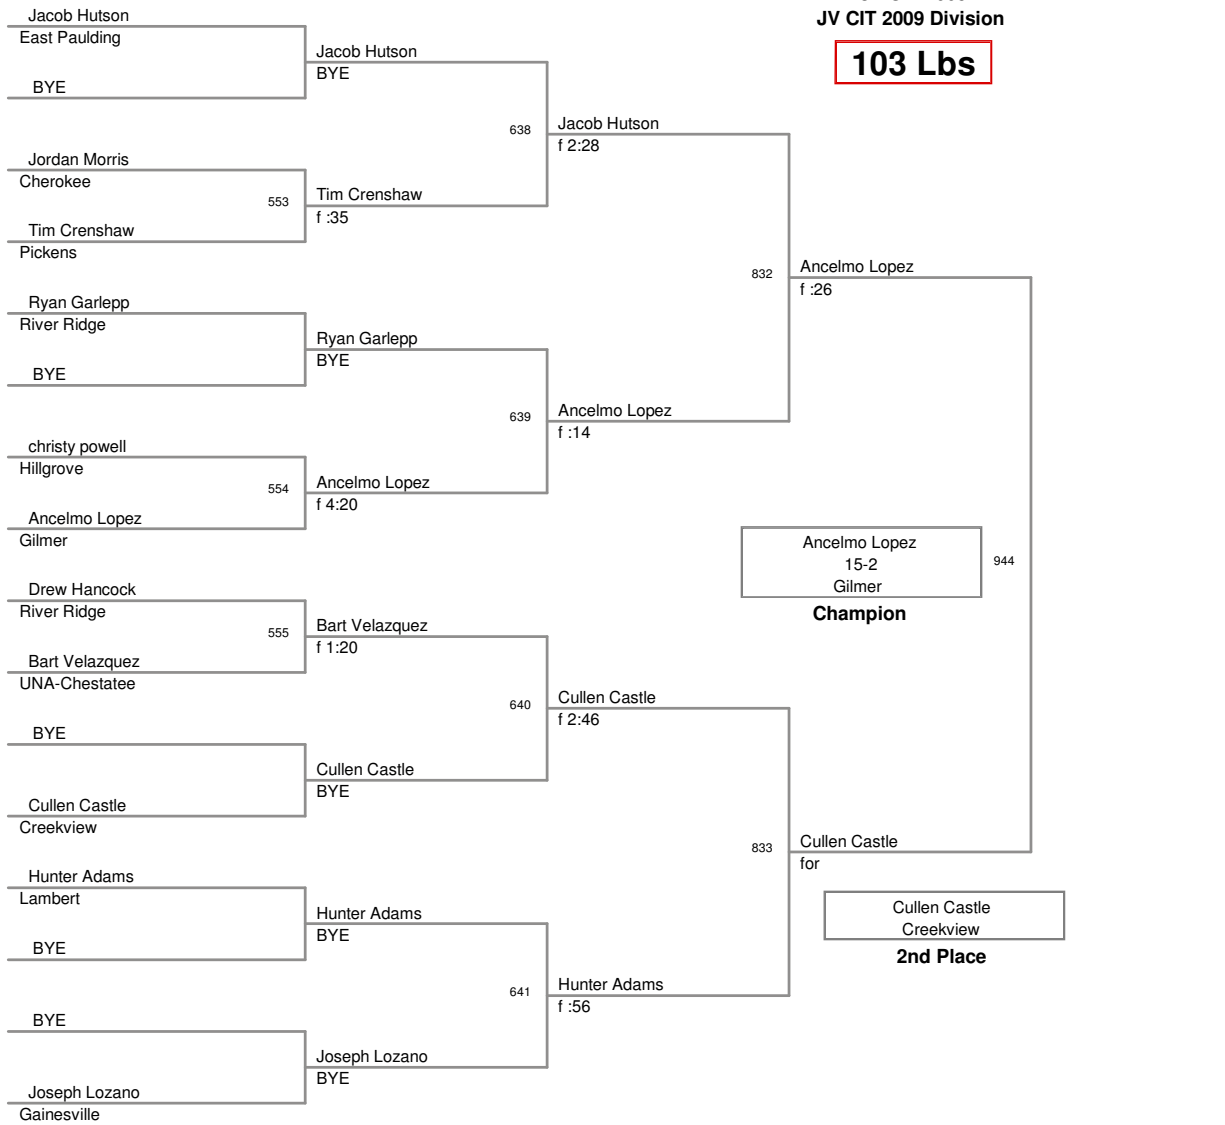 JV CIT 2009 Division
103 Lbs
Jacob Hutson
East Paulding
BYE
Jordan Morris
Cherokee
553
Tim Crenshaw
Pickens
Ryan Garlepp
River Ridge
BYE
christy powell
Hillgrove
554
Ancelmo Lopez
Gilmer
Drew Hancock
River Ridge
555
Bart Velazquez
UNA-Chestatee
BYE
Cullen Castle
Creekview
Hunter Adams
Lambert
BYE
BYE
Joseph Lozano
Gainesville
Jacob Hutson
BYE
638
Tim Crenshaw
f :35
Ryan Garlepp
BYE
639
Ancelmo Lopez
f 4:20
Bart Velazquez
f 1:20
640
Cullen Castle
BYE
Hunter Adams
BYE
641
Joseph Lozano
BYE
Jacob Hutson
f 2:28
832
Ancelmo Lopez
f :14
Cullen Castle
f 2:46
833
Hunter Adams
f :56
Ancelmo Lopez
f :26
944
Cullen Castle
for
Ancelmo Lopez
15-2
Gilmer
Champion
Cullen Castle
Creekview
2nd Place